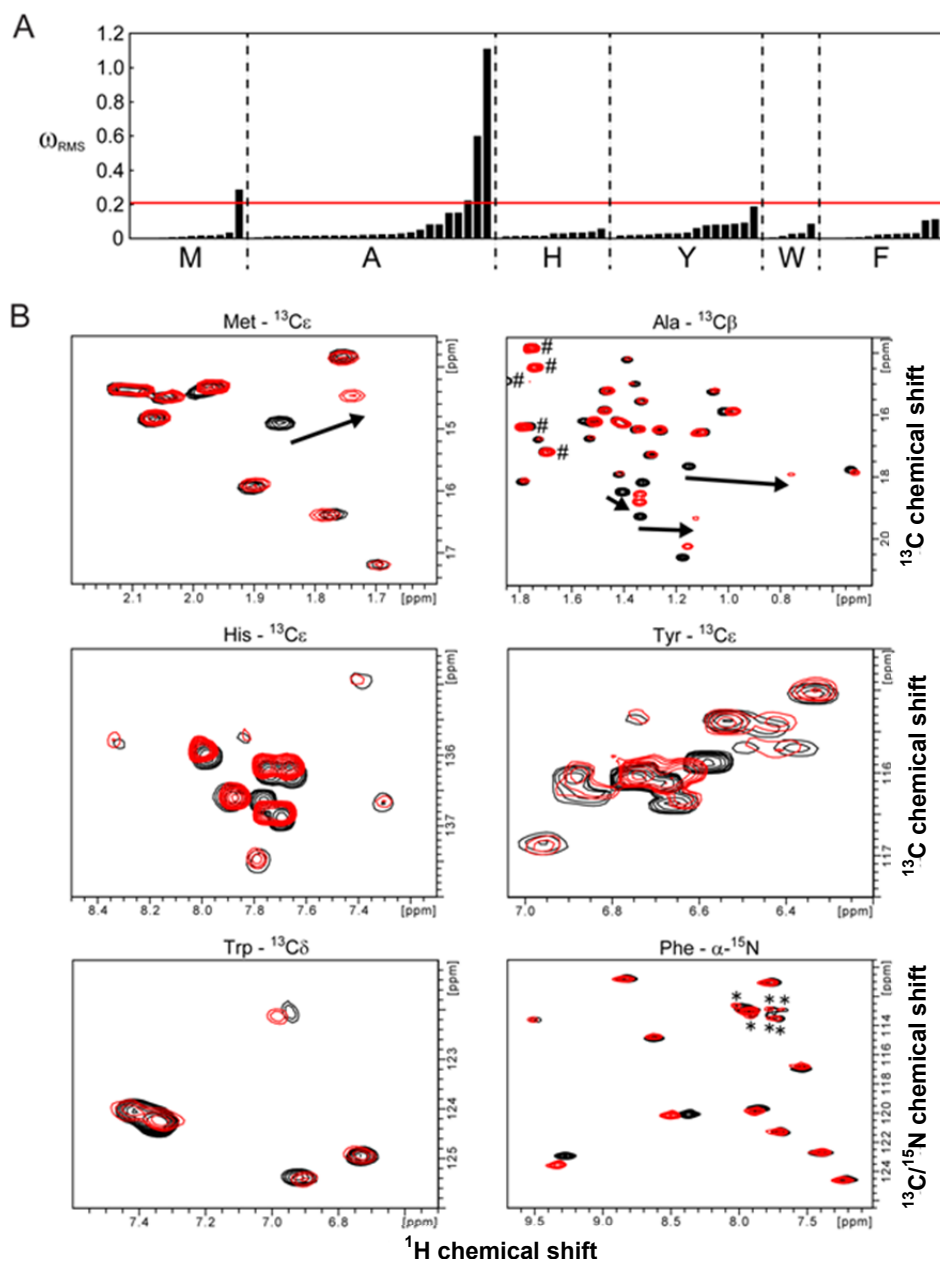 A
ωRMS
1.2
1.0
0.8
0.6
0.4
0.2
0
M A H Y W F
B
Met - ¹³Cε
[ppm]
15
16
17
2.1 2.0 1.9 1.8 1.7 [ppm]
Ala - ¹³Cβ
# # # # #
[ppm]
16
18
20
1.8 1.6 1.4 1.2 1.0 0.8 [ppm]
¹³C chemical shift
His - ¹³Cε
[ppm]
136
137
8.4 8.2 8.0 7.8 7.6 7.4 [ppm]
Tyr - ¹³Cε
[ppm]
116
117
7.0 6.8 6.6 6.4 [ppm]
¹³C chemical shift
Trp - ¹³Cδ
[ppm]
123
124
125
7.4 7.2 7.0 6.8 [ppm]
Phe - α-¹⁵N
* * *
* * *
[ppm]
114
116
118
120
122
124
9.5 9.0 8.5 8.0 7.5 [ppm]
¹³C/¹⁵N chemical shift
¹H chemical shift